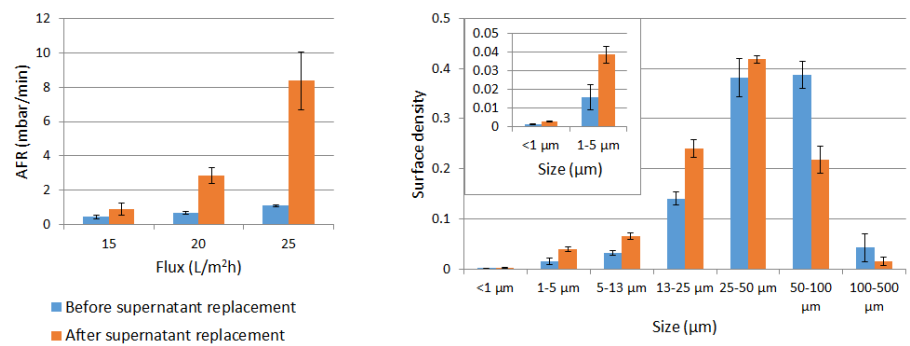 12
10
8
6
4
2
0
AFR (mbar/min)
15 20 25
Flux (L/m²h)
Before supernatant replacement
After supernatant replacement
0.5
0.4
0.3
0.2
0.1
0
Surface density
0.05
0.04
0.03
0.02
0.01
0
<1 µm 1-5 µm
Size (µm)
<1 µm 1-5 µm 5-13 µm 13-25 µm 25-50 µm 50-100 100-500
µm µm
Size (µm)